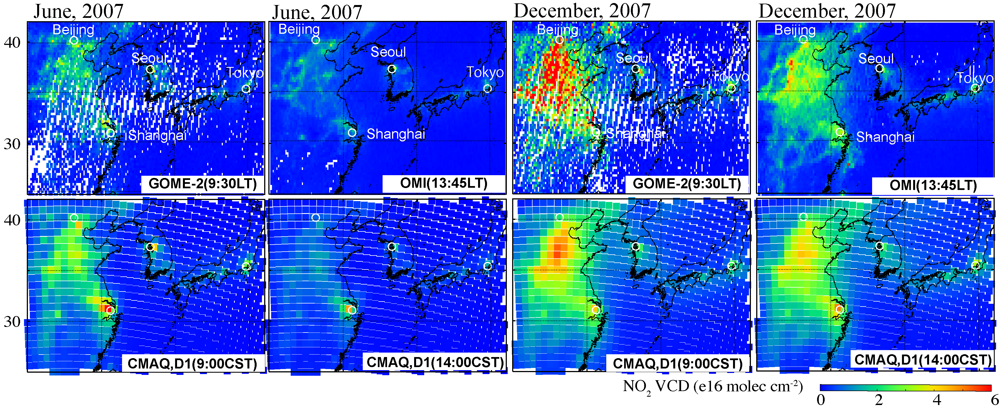 June, 2007
June, 2007
December, 2007
December, 2007
Beijing
Beijing
Beijing
Beijing
40
Seoul
Seoul
Seoul
Seoul
Tokyo
Tokyo
Tokyo
Tokyo
Shanghai
Shanghai
Shanghai
Shanghai
30
GOME-2(9:30LT)
OMI(13:45LT)
GOME-2(9:30LT)
OMI(13:45LT)
40
30
CMAQ,D1(9:00CST)
CMAQ,D1(14:00CST)
CMAQ,D1(9:00CST)
CMAQ,D1(14:00CST)
NO₂ VCD (e16 molec cm⁻²)
0 2 4 6